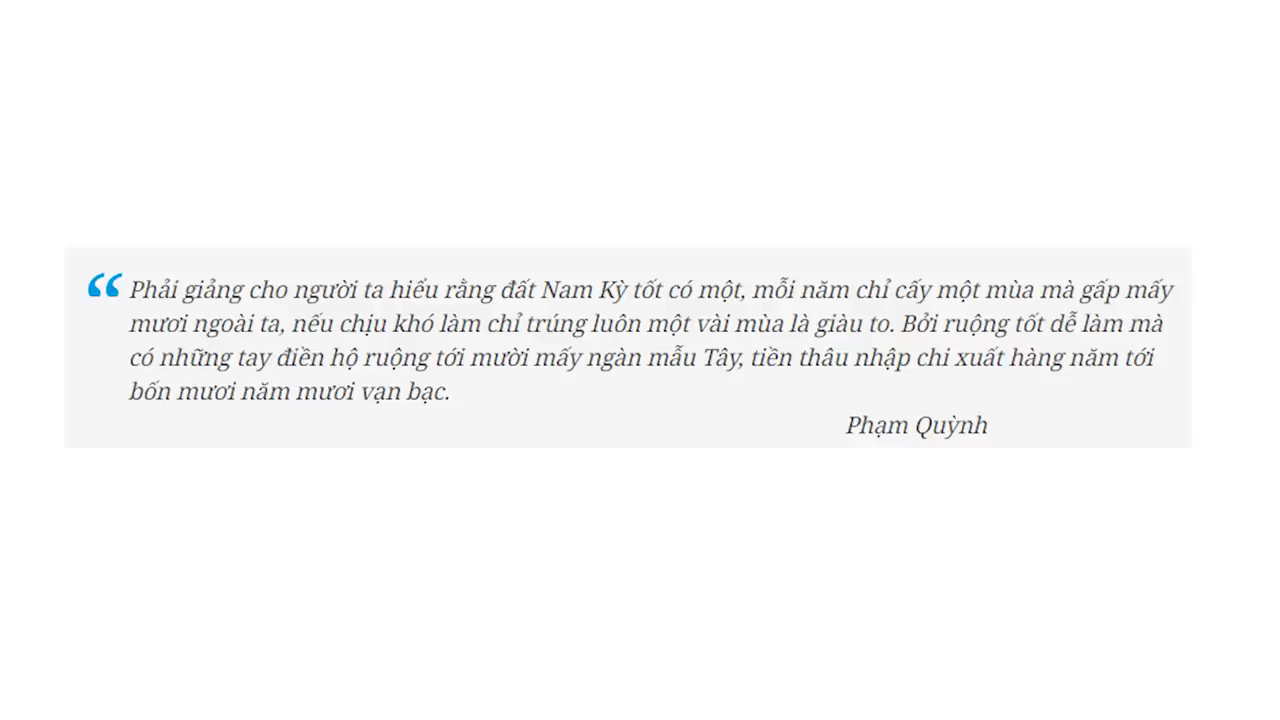 “ Phải giảng cho người ta hiểu rằng đất Nam Kỳ tốt có một, mỗi năm chỉ cấy một mùa mà gấp mấy
mươi ngoài ta, nếu chịu khó làm chỉ trúng luôn một vài mùa là giàu to. Bởi ruộng tốt dễ làm mà
có những tay điền hộ ruộng tới mười mấy ngàn mẫu Tây, tiền thâu nhập chi xuất hàng năm tới
bốn mươi năm mươi vạn bạc.
Phạm Quỳnh